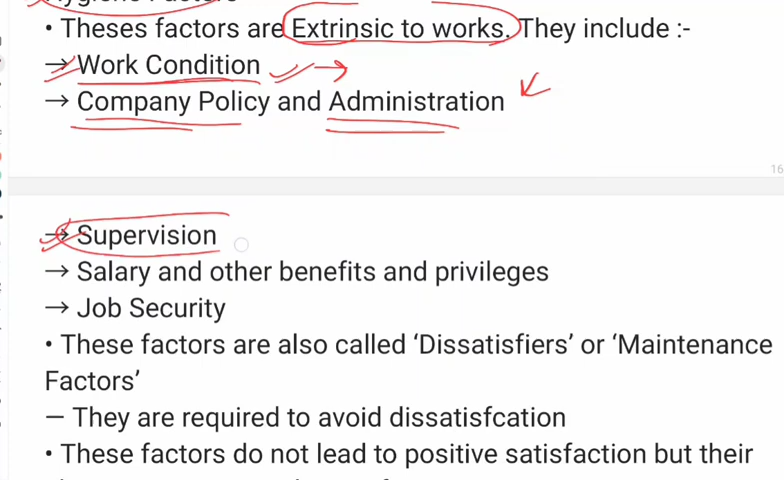 Hygiene Factors
• Theses factors are Extrinsic to works. They include :-
→ Work Condition
→ Company Policy and Administration
16
→ Supervision
→ Salary and other benefits and privileges
→ Job Security
• These factors are also called ‘Dissatisfiers’ or ‘Maintenance
Factors’
— They are required to avoid dissatisfcation
• These factors do not lead to positive satisfaction but their